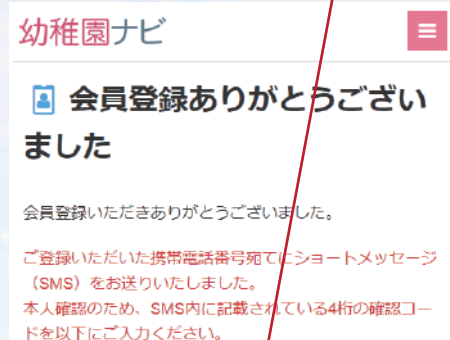 幼稚園ナビ
会員登録ありがとうござい
ました
会員登録いただきありがとうございました。
ご登録いただいた携帯電話番号宛てにショートメッセージ
（SMS）をお送りいたしました。
本人確認のため、SMS内に記載されている4桁の確認コー
ドを以下にご入力ください。